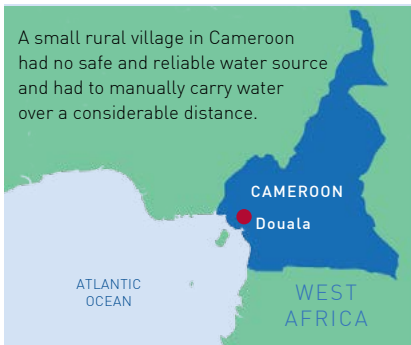 A small rural village in Cameroon
had no safe and reliable water source
and had to manually carry water
over a considerable distance.
CAMEROON
Douala
ATLANTIC
OCEAN
WEST
AFRICA